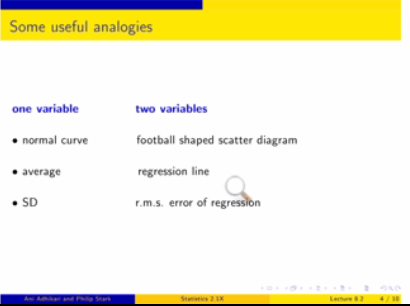 Some useful analogies
one variable two variables
• normal curve football shaped scatter diagram
• average regression line
• SD r.m.s. error of regression
Ani Adhikari and Philip Stark Statistics 2.1X Lecture 8.2 4 / 10